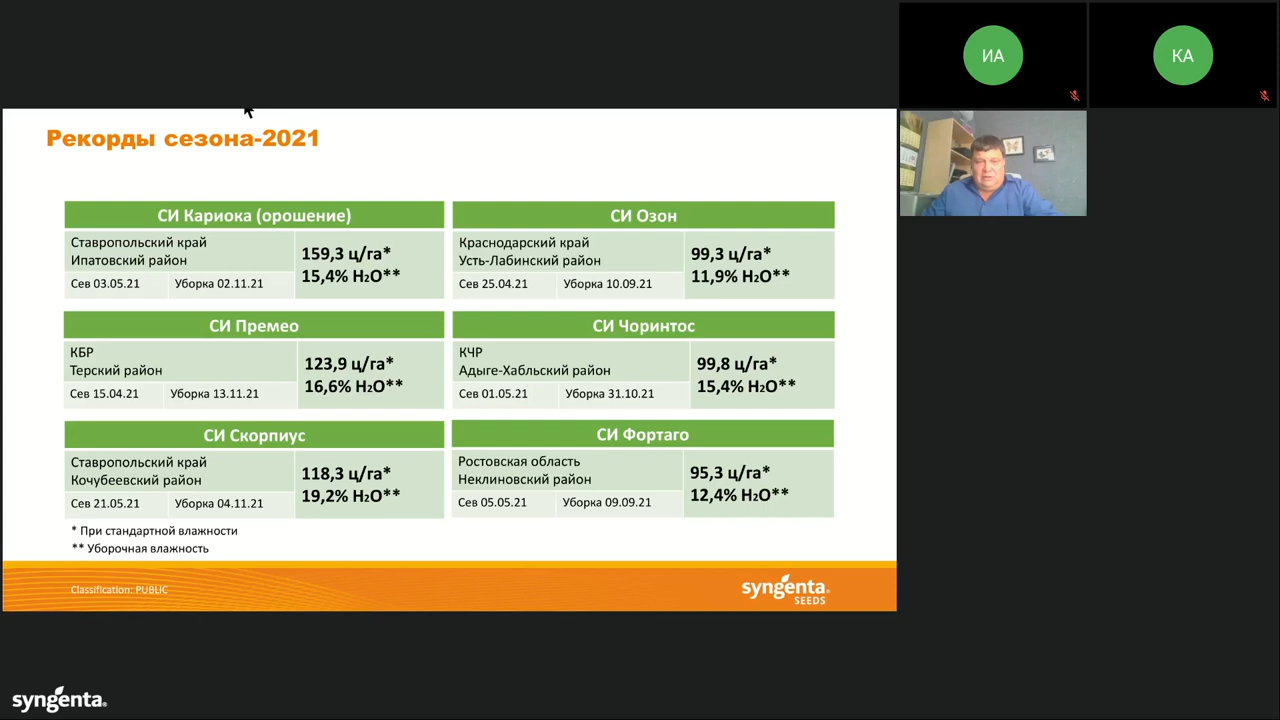 ИА
КА
Рекорды сезона-2021
СИ Кариока (орошение)
Ставропольский край
Ипатовский район
159,3 ц/га*
15,4% H2O**
Сев 03.05.21
Уборка 02.11.21
СИ Озон
Краснодарский край
Усть-Лабинский район
99,3 ц/га*
11,9% H2O**
Сев 25.04.21
Уборка 10.09.21
СИ Премео
КБР
Терский район
123,9 ц/га*
16,6% H2O**
Сев 15.04.21
Уборка 13.11.21
СИ Чоринтос
КЧР
Адыге-Хабльский район
99,8 ц/га*
15,4% H2O**
Сев 01.05.21
Уборка 31.10.21
СИ Скорпиус
Ставропольский край
Кочубеевский район
118,3 ц/га*
19,2% H2O**
Сев 21.05.21
Уборка 04.11.21
СИ Фортаго
Ростовская область
Неклиновский район
95,3 ц/га*
12,4% H2O**
Сев 05.05.21
Уборка 09.09.21
* При стандартной влажности
** Уборочная влажность
Classification: PUBLIC
syngenta
SEEDS
syngenta